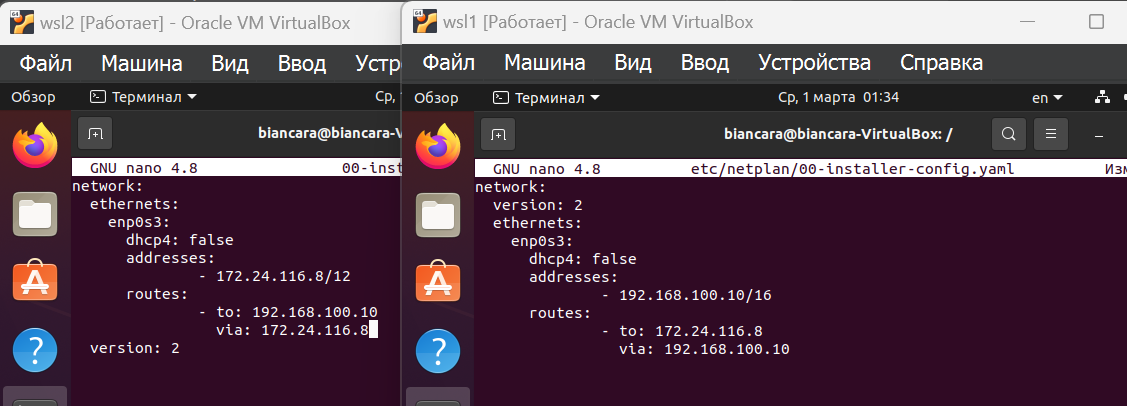 wsl2 [Работает] - Oracle VM VirtualBox
Файл Машина Вид Ввод Устро
Обзор Терминал Ср, 1
biancara@biancara-V
GNU nano 4.8 00-inst
network:
  ethernets:
    enp0s3:
      dhcp4: false
      addresses:
              - 172.24.116.8/12
      routes:
              - to: 192.168.100.10
                via: 172.24.116.8
  version: 2
wsl1 [Работает] - Oracle VM VirtualBox
Файл Машина Вид Ввод Устройства Справка
Обзор Терминал Ср, 1 марта 01:34 en
biancara@biancara-VirtualBox: /
GNU nano 4.8 etc/netplan/00-installer-config.yaml Изм
network:
  version: 2
  ethernets:
    enp0s3:
      dhcp4: false
      addresses:
              - 192.168.100.10/16
      routes:
              - to: 172.24.116.8
                via: 192.168.100.10